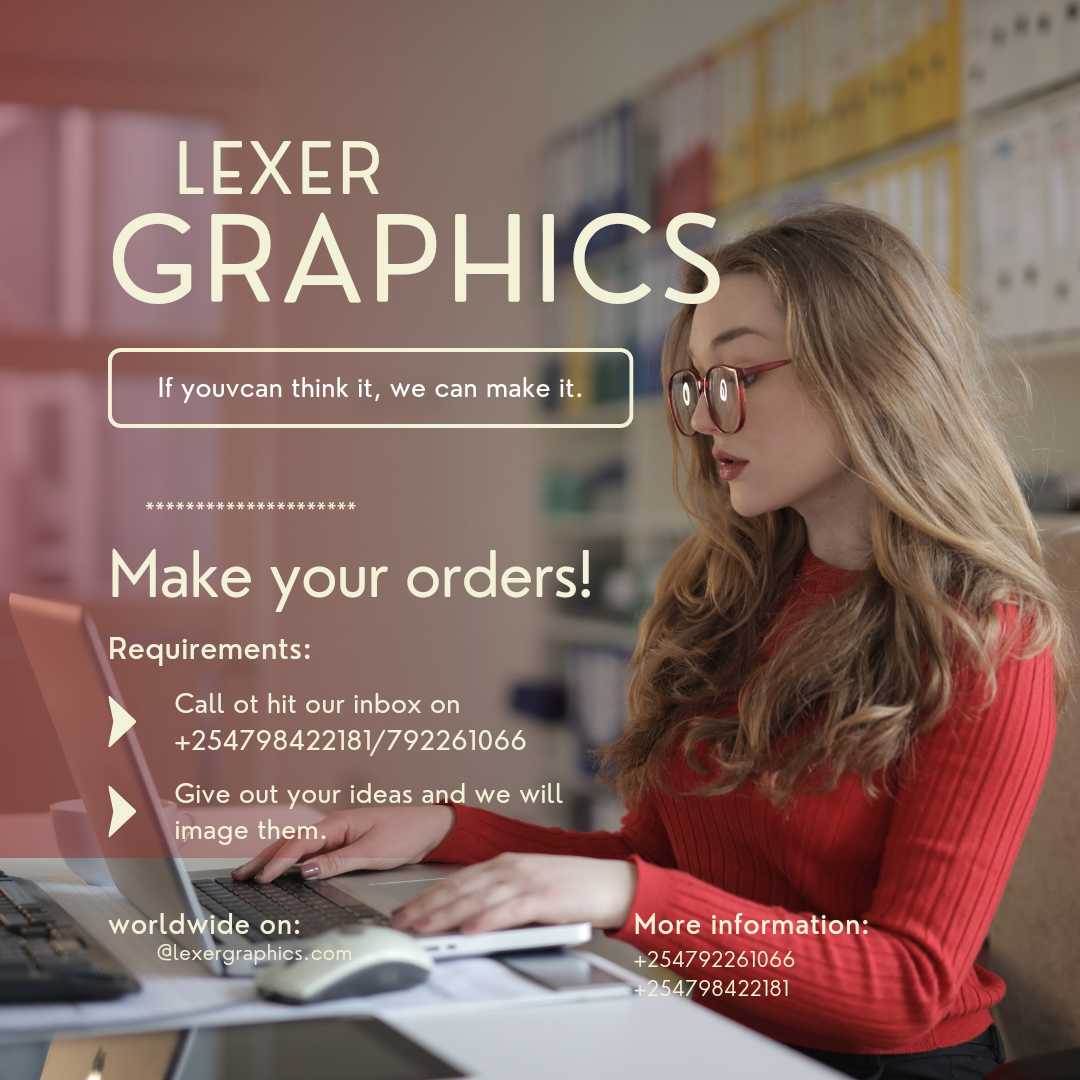 LEXER
GRAPHICS
If youvcan think it, we can make it.
*********************
Make your orders!
Requirements:
Call ot hit our inbox on
+254798422181/792261066
Give out your ideas and we will
image them.
worldwide on:
@lexergraphics.com
More information:
+254792261066
+254798422181